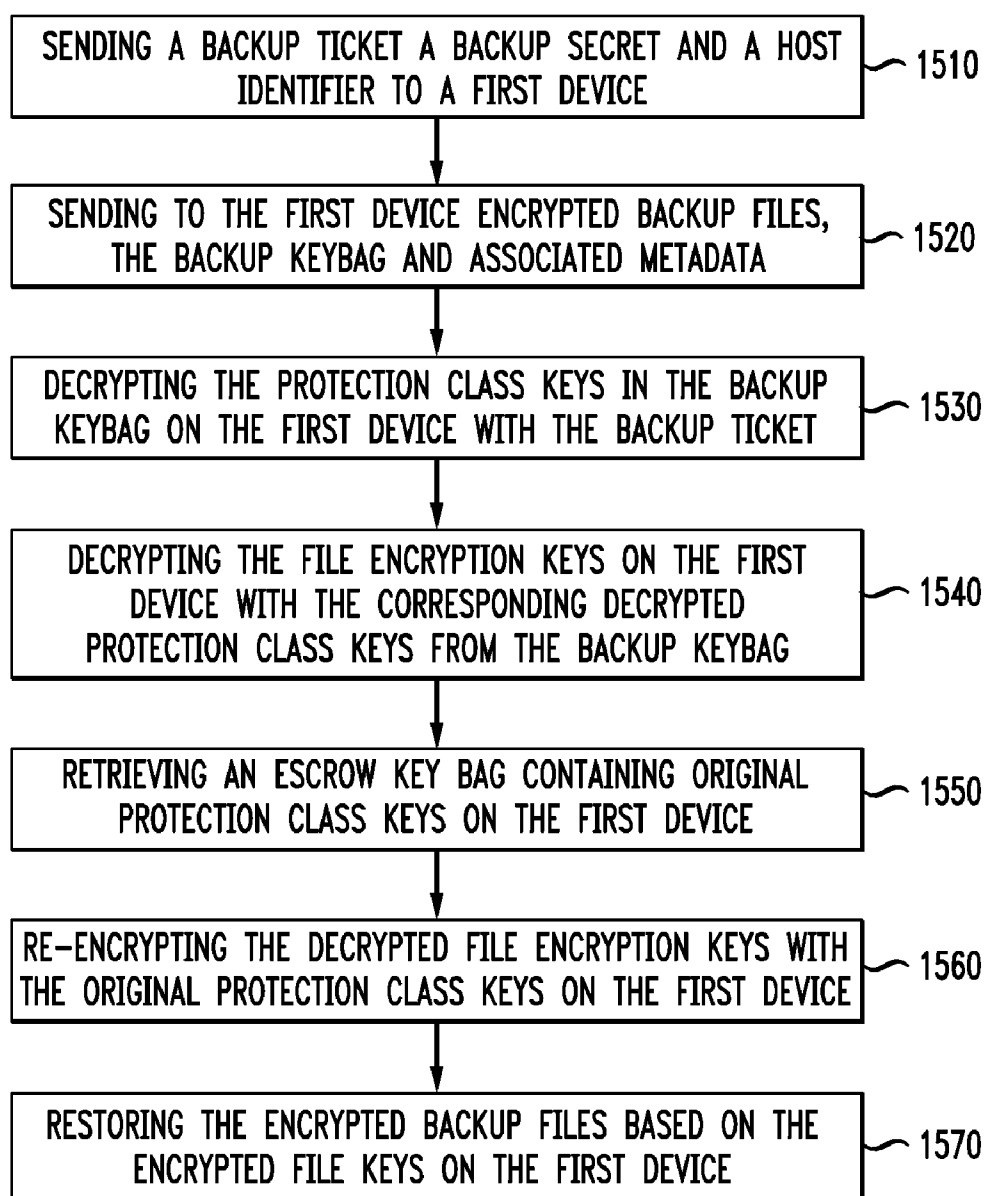 SENDING A BACKUP TICKET A BACKUP SECRET AND A HOST
IDENTIFIER TO A FIRST DEVICE
1510
SENDING TO THE FIRST DEVICE ENCRYPTED BACKUP FILES,
THE BACKUP KEYBAG AND ASSOCIATED METADATA
1520
DECRYPTING THE PROTECTION CLASS KEYS IN THE BACKUP
KEYBAG ON THE FIRST DEVICE WITH THE BACKUP TICKET
1530
DECRYPTING THE FILE ENCRYPTION KEYS ON THE FIRST
DEVICE WITH THE CORRESPONDING DECRYPTED
PROTECTION CLASS KEYS FROM THE BACKUP KEYBAG
1540
RETRIEVING AN ESCROW KEY BAG CONTAINING ORIGINAL
PROTECTION CLASS KEYS ON THE FIRST DEVICE
1550
RE-ENCRYPTING THE DECRYPTED FILE ENCRYPTION KEYS WITH
THE ORIGINAL PROTECTION CLASS KEYS ON THE FIRST DEVICE
1560
RESTORING THE ENCRYPTED BACKUP FILES BASED ON THE
ENCRYPTED FILE KEYS ON THE FIRST DEVICE
1570